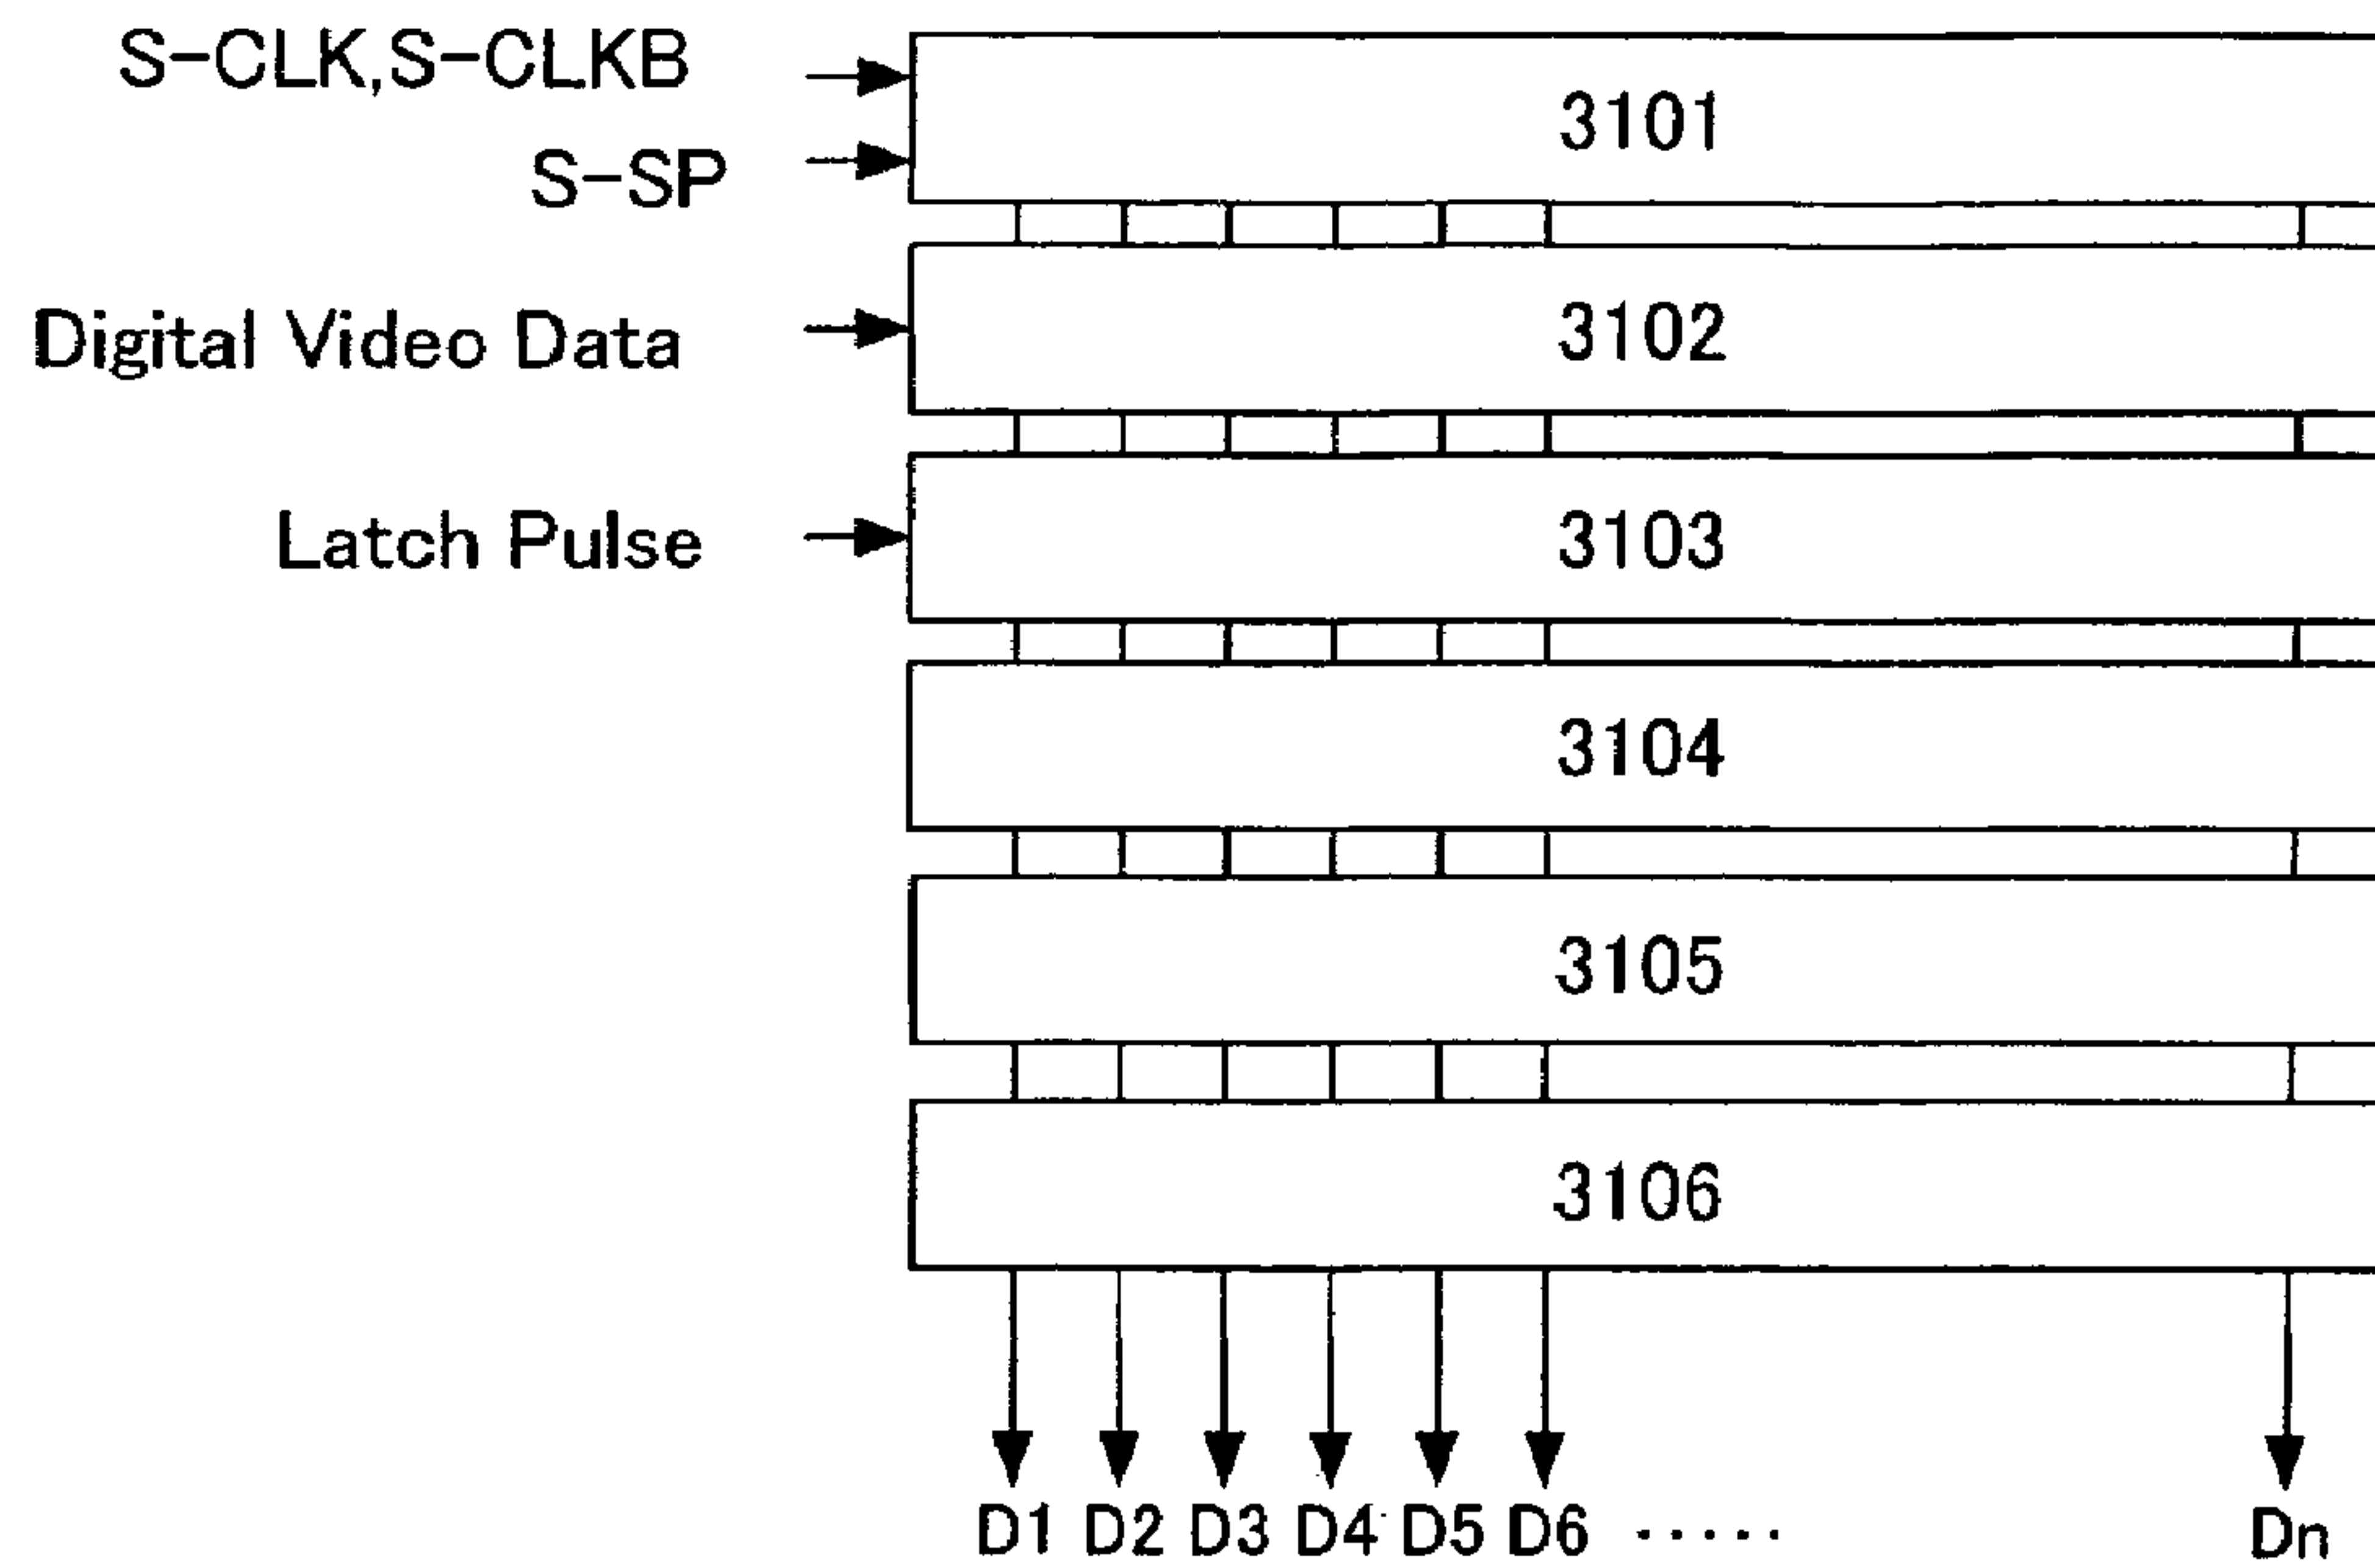 S-CLK,S-CLKB
3101
S-SP
Digital Video Data
3102
Latch Pulse
3103
3104
3105
3106
D1 D2 D3 D4 D5 D6 ..... Dn